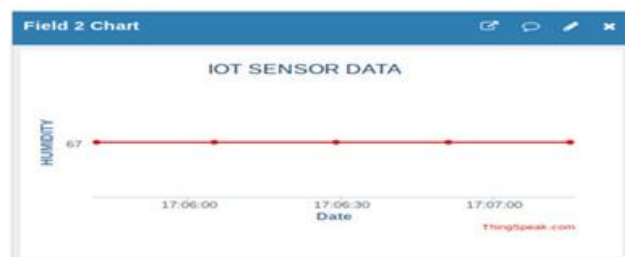 Field 2 Chart
IOT SENSOR DATA
HUMIDITY
67
17:06:00 17:06:30 17:07:00
Date
ThingSpeak.com